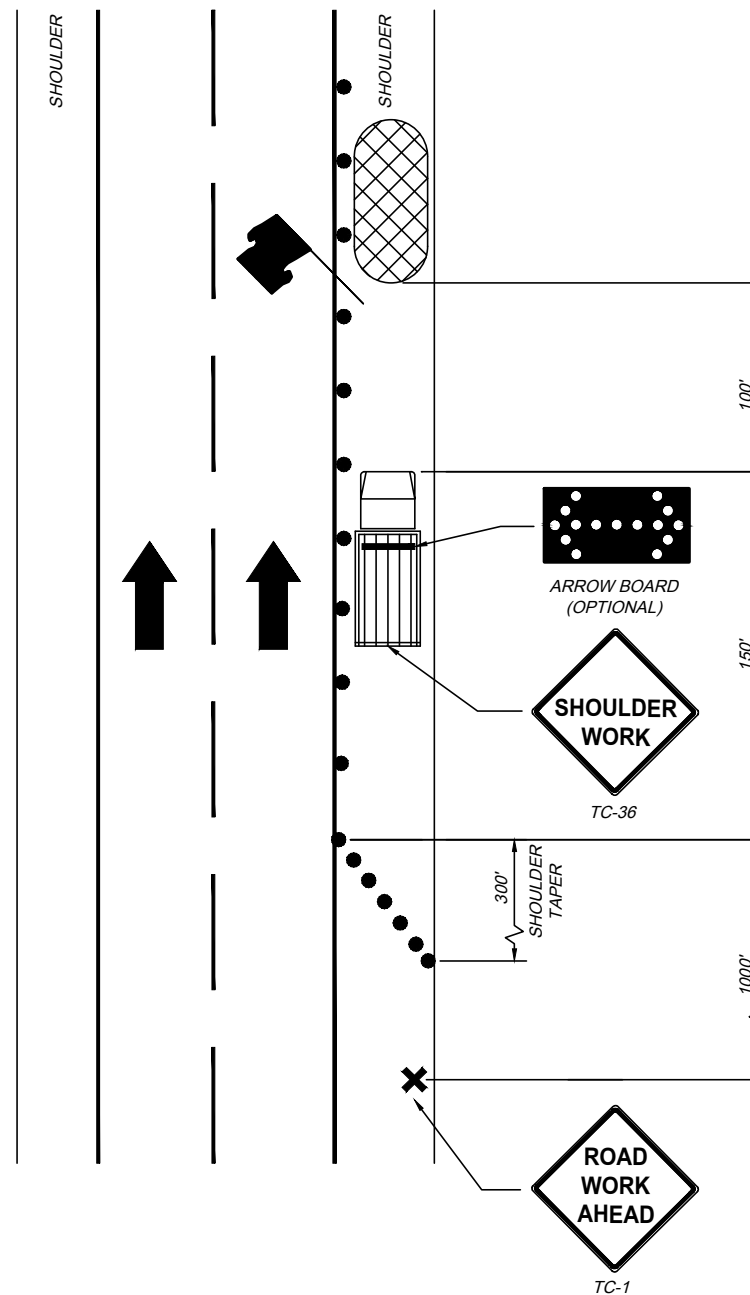 SHOULDER
SHOULDER
100'
ARROW BOARD
(OPTIONAL)
150'
SHOULDER
WORK
TC-36
300'
SHOULDER
TAPER
1000'
ROAD
WORK
AHEAD
TC-1